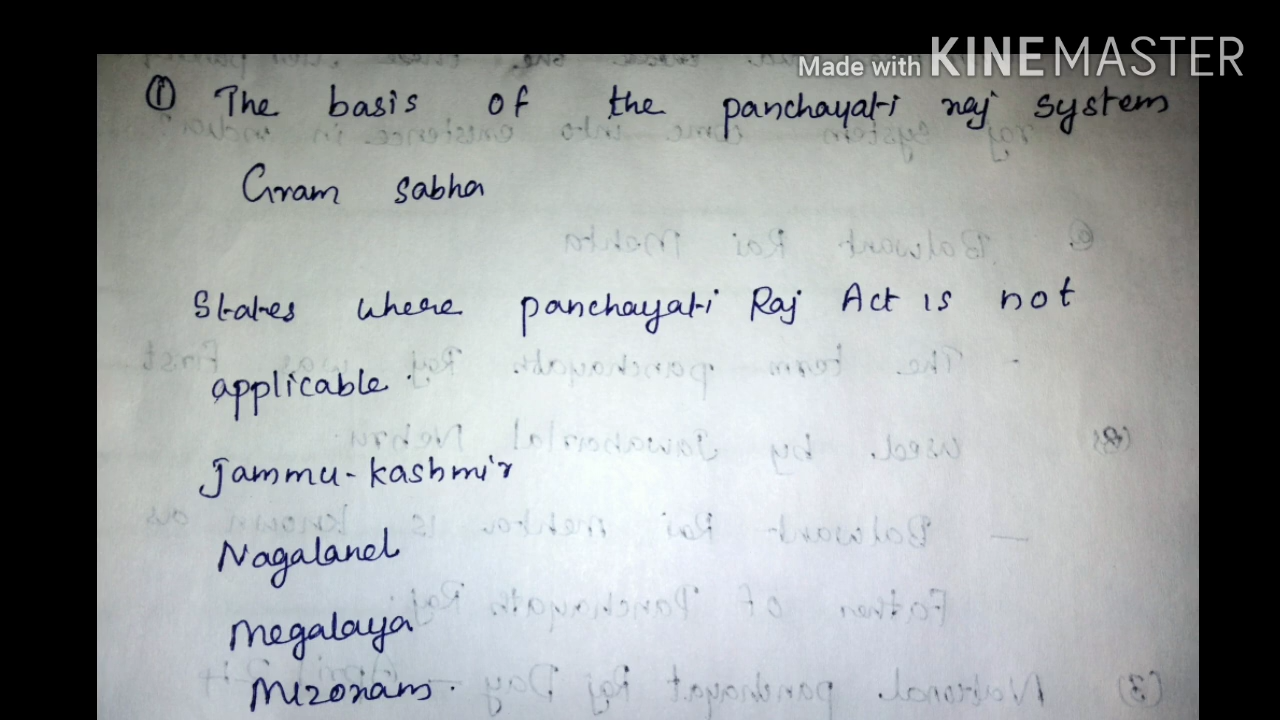 Made with KINEMASTER
① The basis of the panchayati raj system
Gram sabha
States where panchayati Raj Act is not
applicable.
Jammu-kashmir
Nagaland
Megalaya
Mizoram.